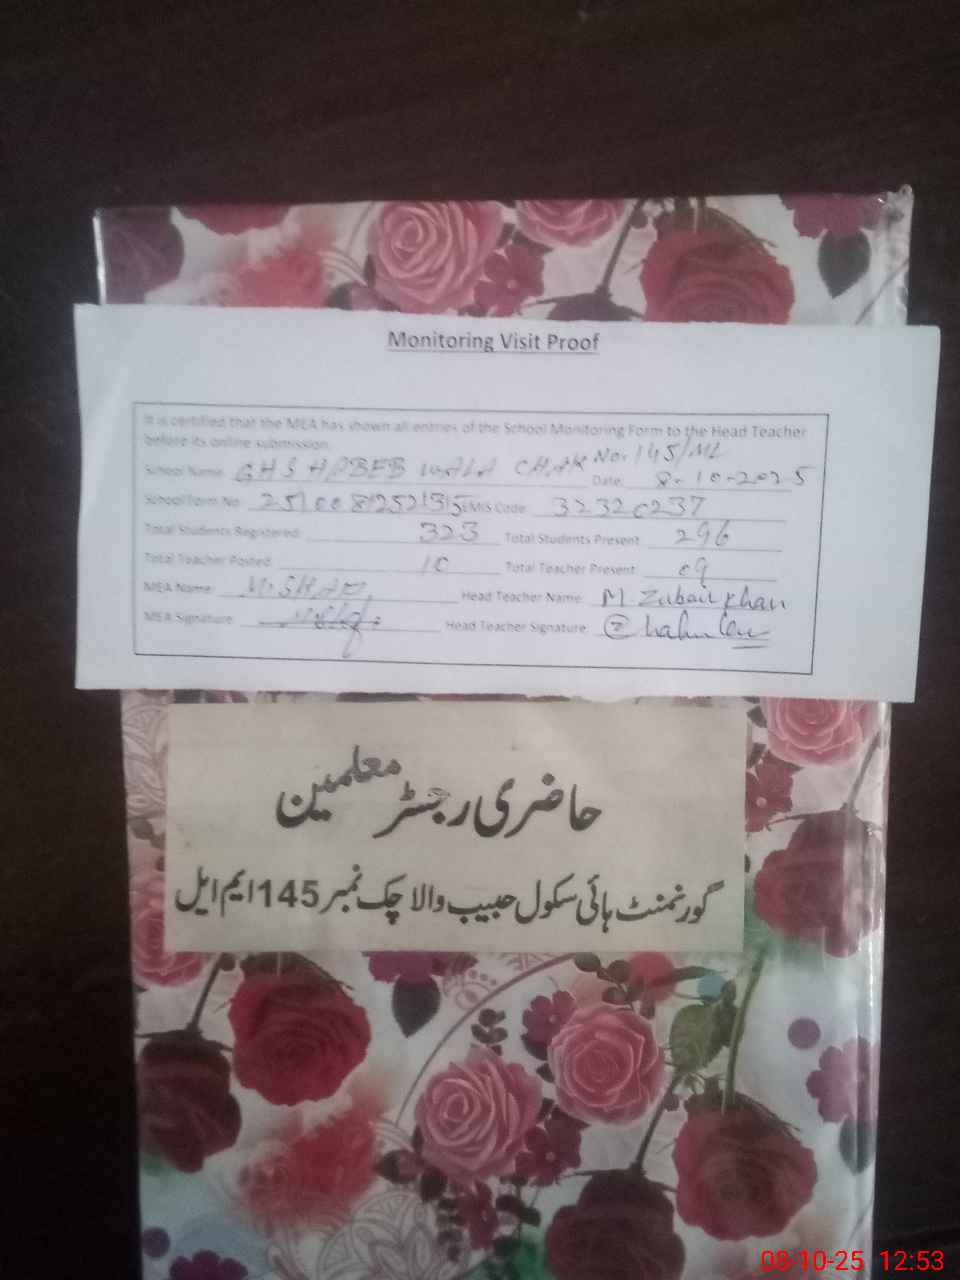 Monitoring Visit Proof
It is certified that the MEA has shown all entries of the School Monitoring Form to the Head Teacher
before its online submission.
School Name: GHS HABEEB WALA CHAK No. 145/ML Date: 8-10-2025
School Form No: EMIS Code: 32320237
Total Students Registered: 323 Total Students Present: 296
Total Teacher Posted: 10 Total Teacher Present: 09
MEA Name: Head Teacher Name: M. Zubair Khan
MEA Signature: Head Teacher Signature:
حاضری رجسٹر معلمین
گورنمنٹ ہائی سکول حبیب والا چک نمبر 145 ایم ایل
08-10-25 12:53